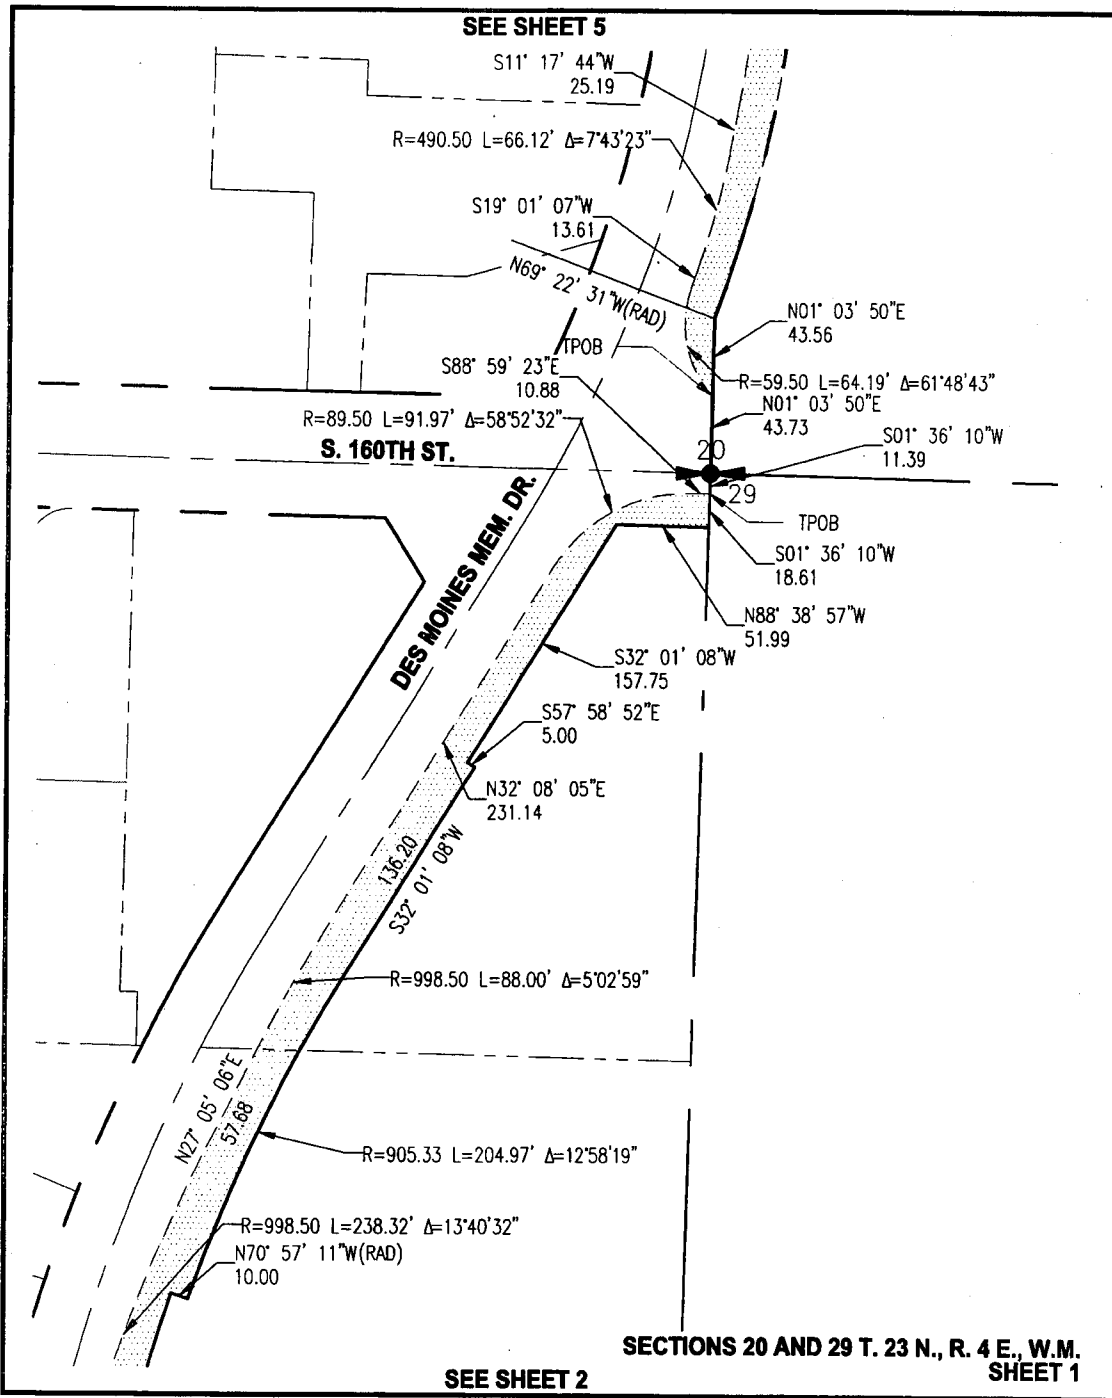 SEE SHEET 5
S11° 17' 44"W
25.19
R=490.50 L=66.12' Δ=7°43'23"
S19° 01' 07"W
13.61
N69° 22' 31"W(RAD)
N01° 03' 50"E
43.56
TPOB
S88° 59' 23"E
10.88
R=59.50 L=64.19' Δ=61°48'43"
N01° 03' 50"E
43.73
R=89.50 L=91.97' Δ=58°52'32"
S. 160TH ST.
20
S01° 36' 10"W
11.39
29
TPOB
S01° 36' 10"W
18.61
DES MOINES MEM. DR.
N88° 38' 57"W
51.99
S32° 01' 08"W
157.75
S57° 58' 52"E
5.00
N32° 08' 05"E
231.14
136.20
S32° 01' 08"W
R=998.50 L=88.00' Δ=5°02'59"
N27° 05' 06"E
57.68
R=905.33 L=204.97' Δ=12°58'19"
R=998.50 L=238.32' Δ=13°40'32"
N70° 57' 11"W(RAD)
10.00
SECTIONS 20 AND 29 T. 23 N., R. 4 E., W.M.
SHEET 1
SEE SHEET 2